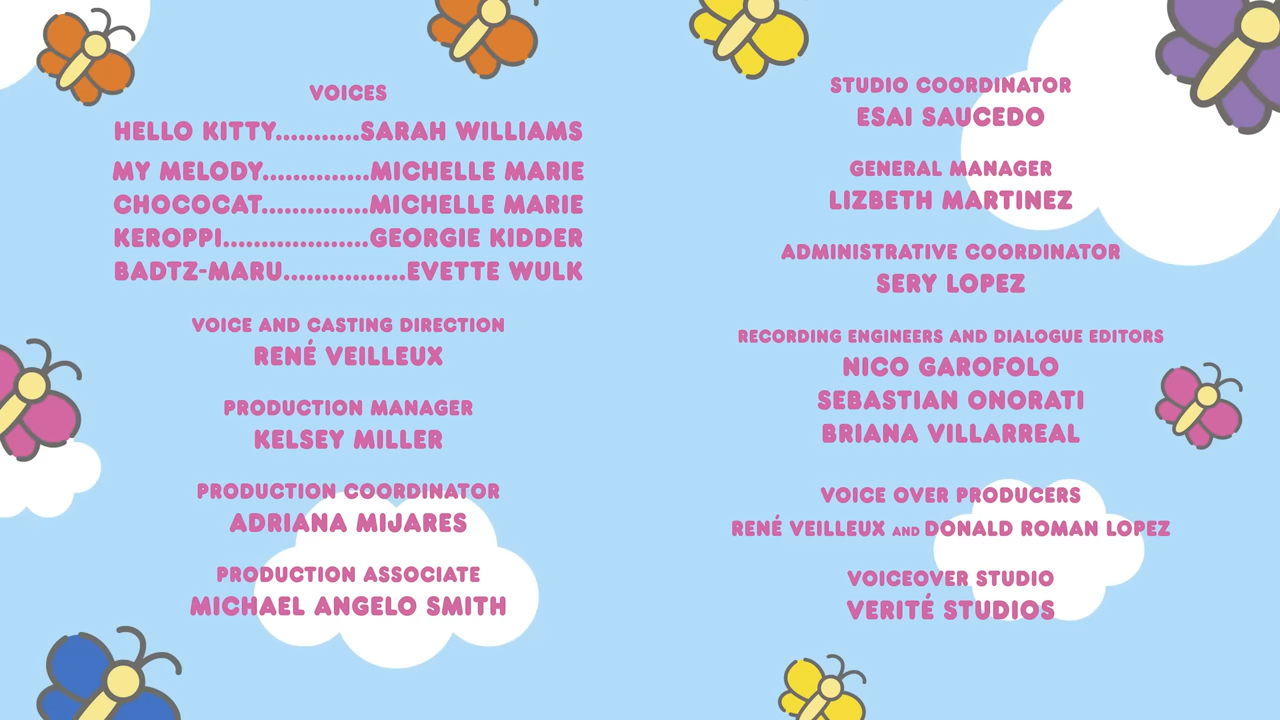 VOICES
HELLO KITTY...........SARAH WILLIAMS
MY MELODY..............MICHELLE MARIE
CHOCOCAT..............MICHELLE MARIE
KEROPPI...................GEORGIE KIDDER
BADTZ-MARU................EVETTE WULK
VOICE AND CASTING DIRECTION
RENÉ VEILLEUX
PRODUCTION MANAGER
KELSEY MILLER
PRODUCTION COORDINATOR
ADRIANA MIJARES
PRODUCTION ASSOCIATE
MICHAEL ANGELO SMITH
STUDIO COORDINATOR
ESAI SAUCEDO
GENERAL MANAGER
LIZBETH MARTINEZ
ADMINISTRATIVE COORDINATOR
SERY LOPEZ
RECORDING ENGINEERS AND DIALOGUE EDITORS
NICO GAROFOLO
SEBASTIAN ONORATI
BRIANA VILLARREAL
VOICE OVER PRODUCERS
RENÉ VEILLEUX AND DONALD ROMAN LOPEZ
VOICEOVER STUDIO
VERITÉ STUDIOS